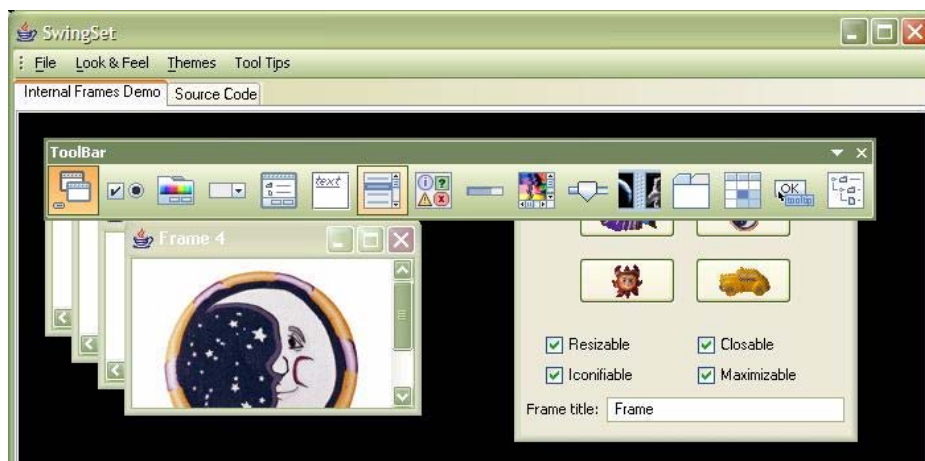 SwingSet
File Look & Feel Themes Tool Tips
Internal Frames Demo Source Code
ToolBar
text
OK
tooltip
Frame 4
Resizable Closable
Iconifiable Maximizable
Frame title: Frame